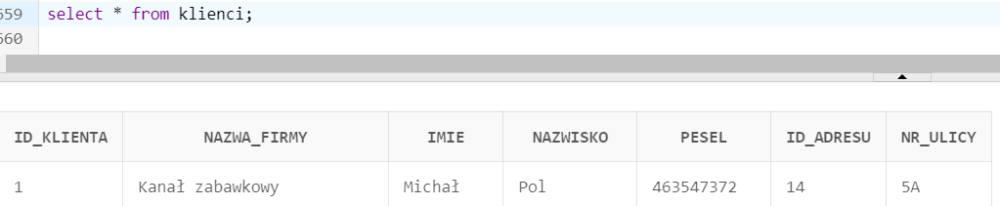 659 select * from klienci;
660
ID_KLIENTA NAZWA_FIRMY IMIE NAZWISKO PESEL ID_ADRESU NR_ULICY
1 Kanał zabawkowy Michał Pol 463547372 14 5A